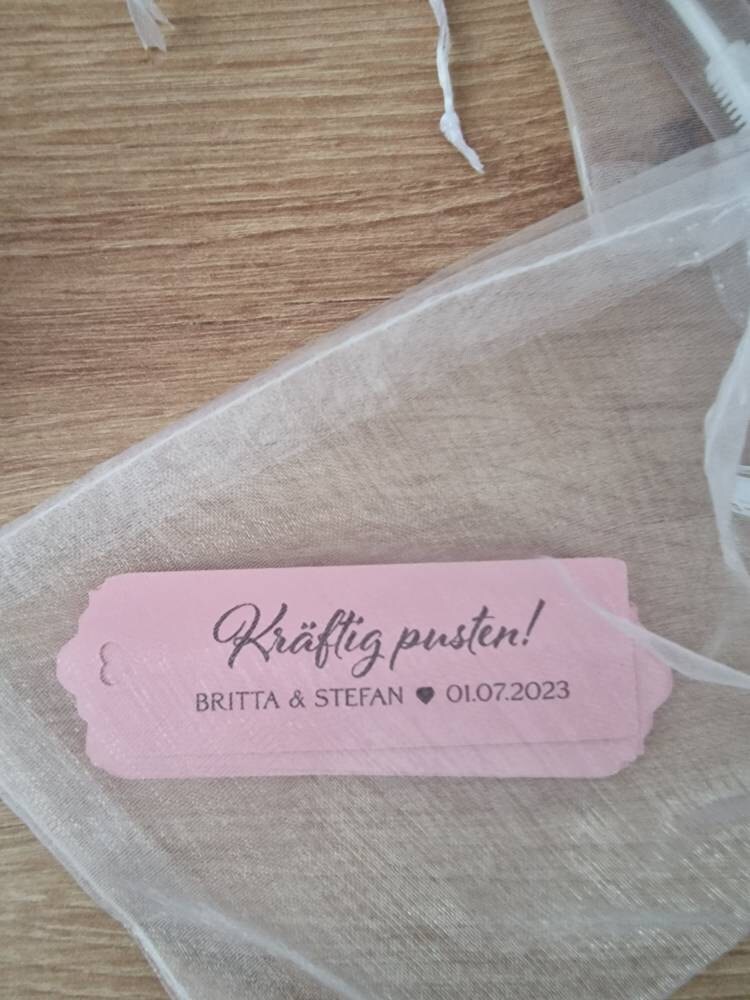 Kräftig pusten!
BRITTA & STEFAN ♥ 01.07.2023